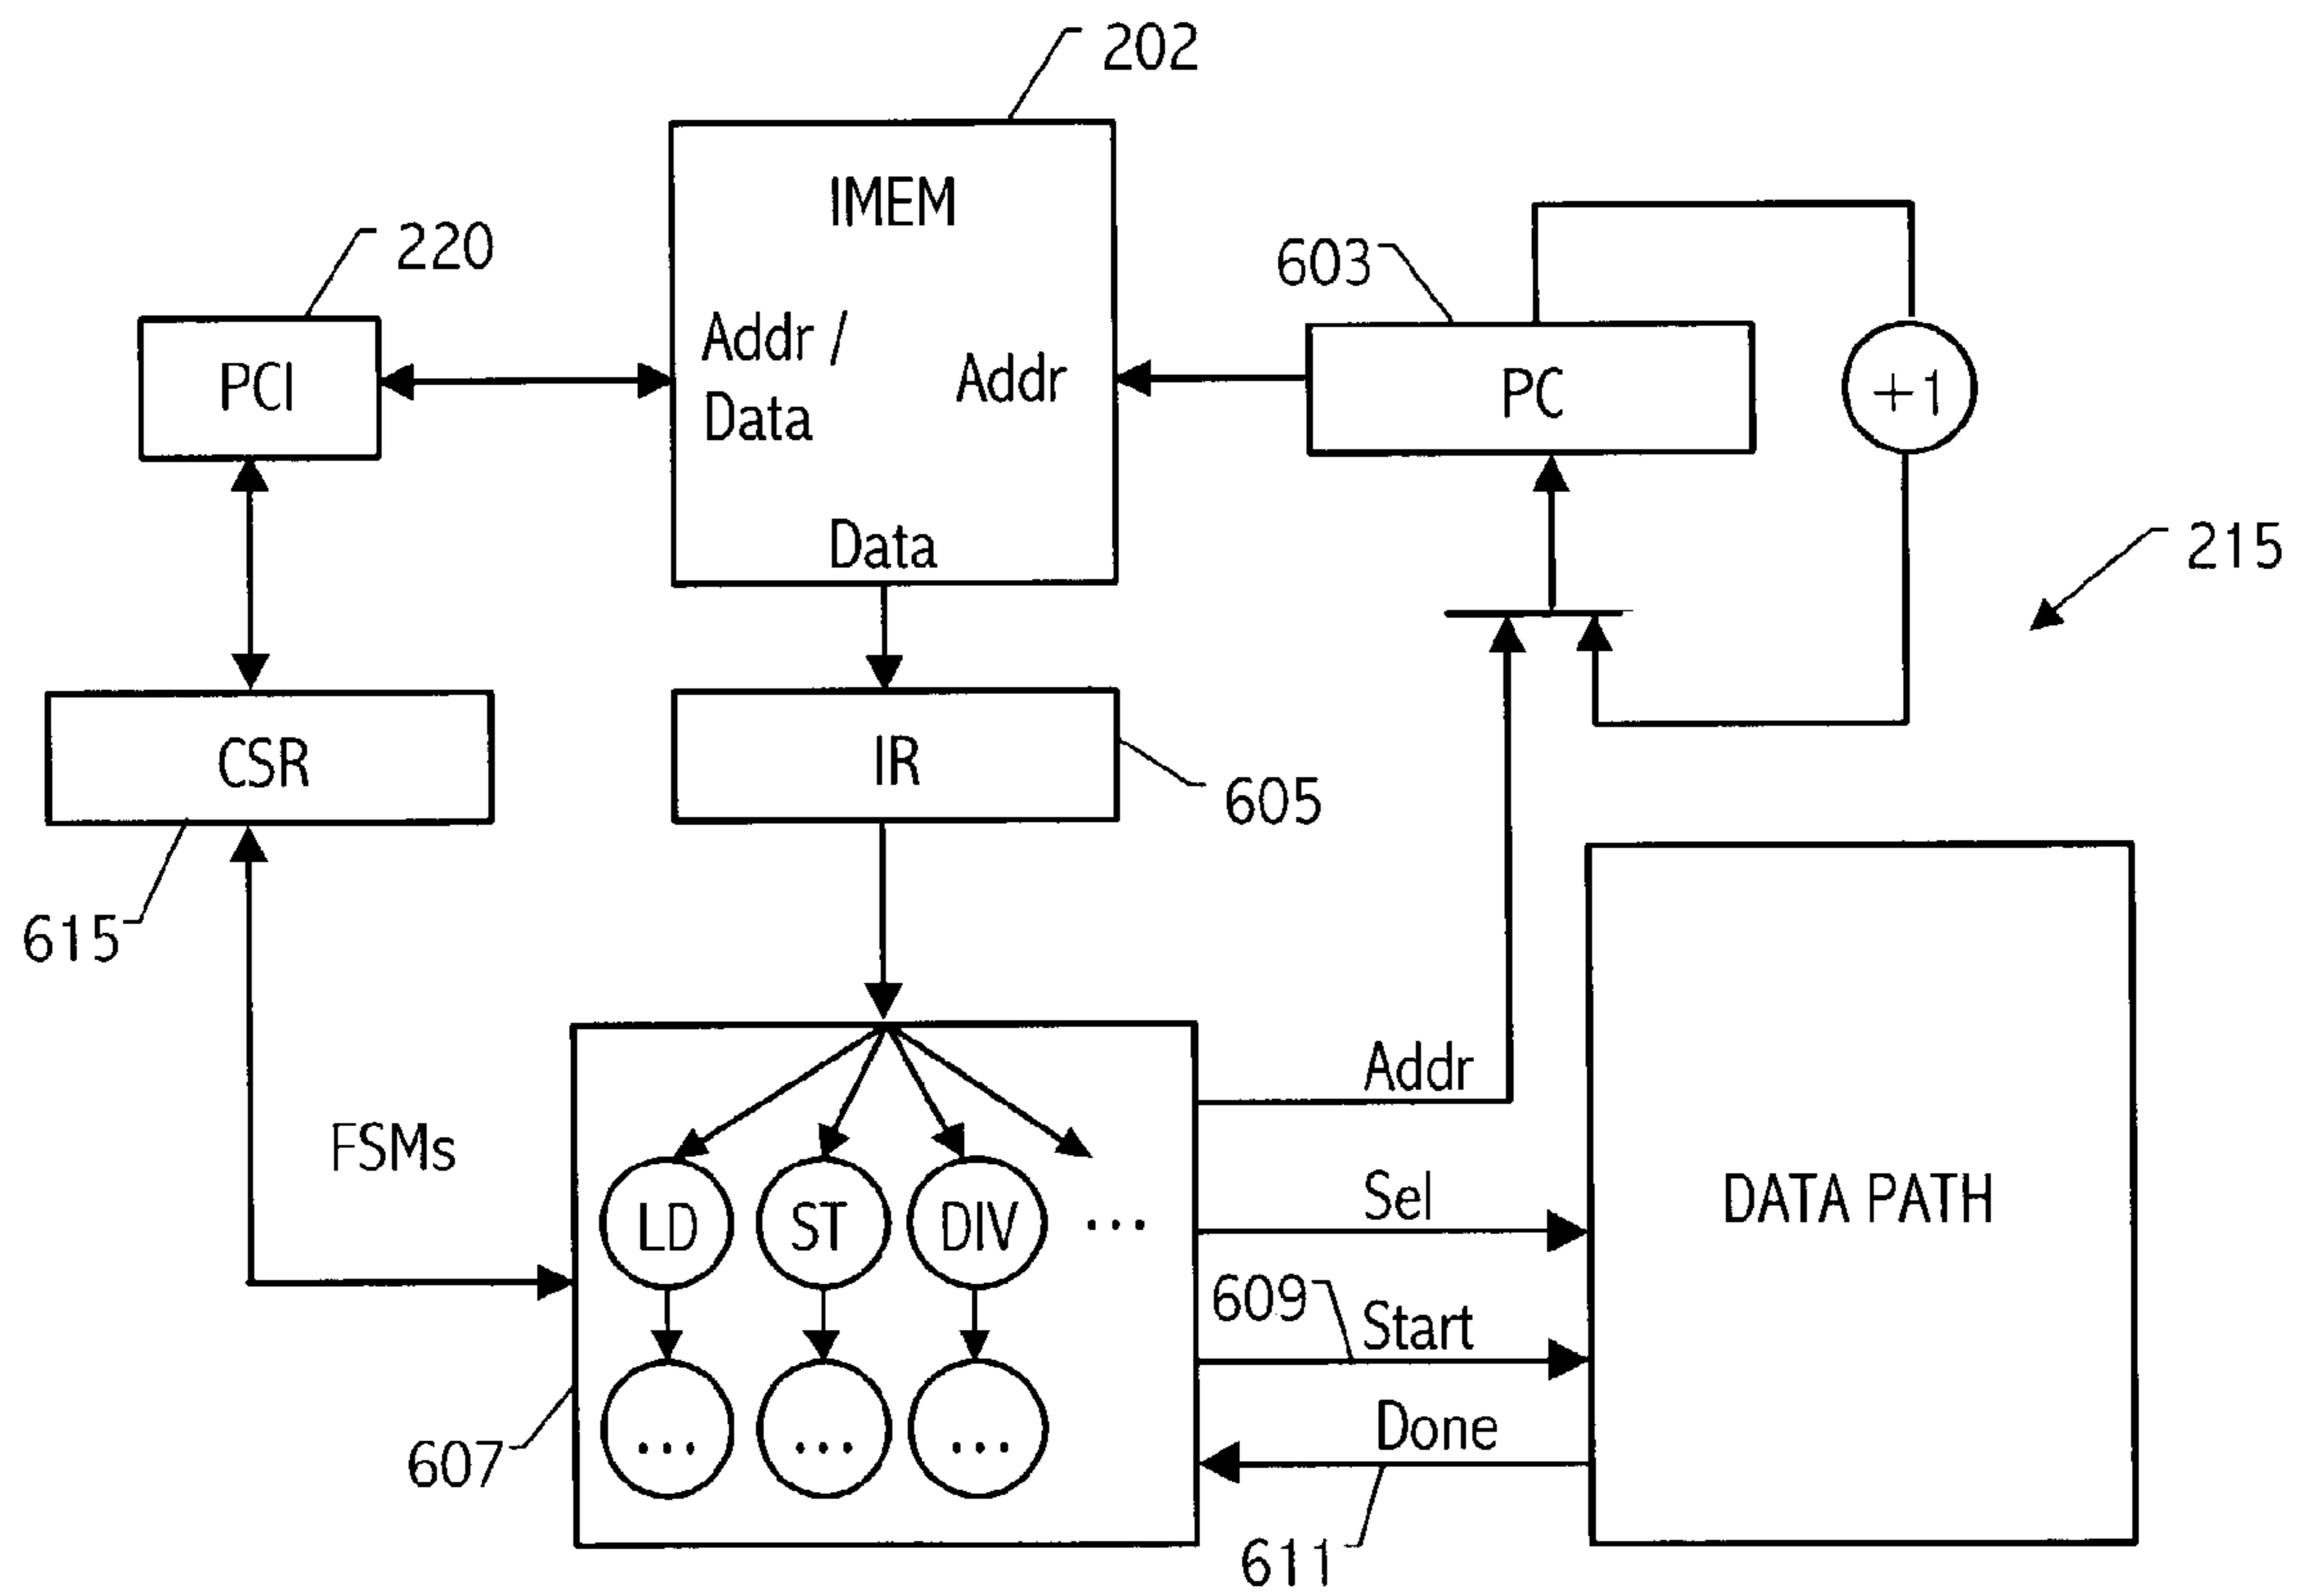 202
IMEM
220
603
Addr /
PCI
Addr
PC
+1
Data
Data
215
CSR
IR
605
615
Addr
FSMs
DATA PATH
Sel
LD
ST
DIV
...
609
Start
Done
...
...
...
607
611